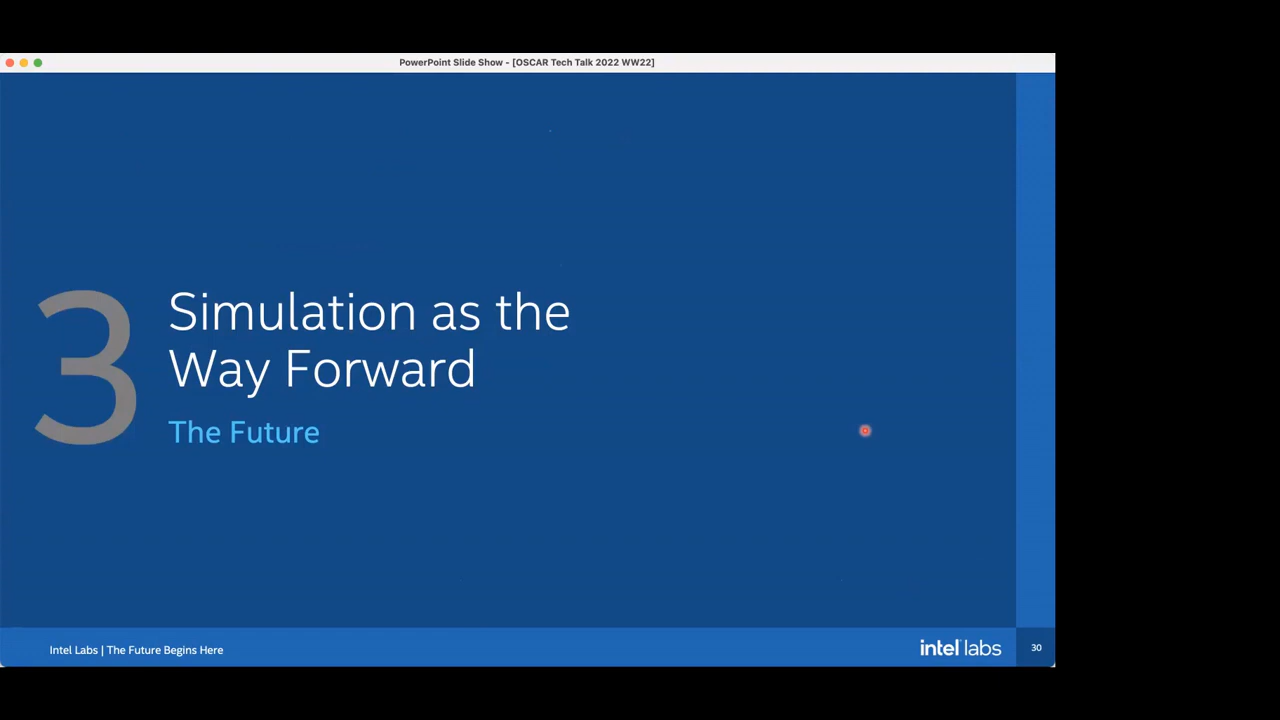 PowerPoint Slide Show - [OSCAR Tech Talk 2022 WW22]
3
Simulation as the
Way Forward
The Future
Intel Labs | The Future Begins Here
intel labs
30